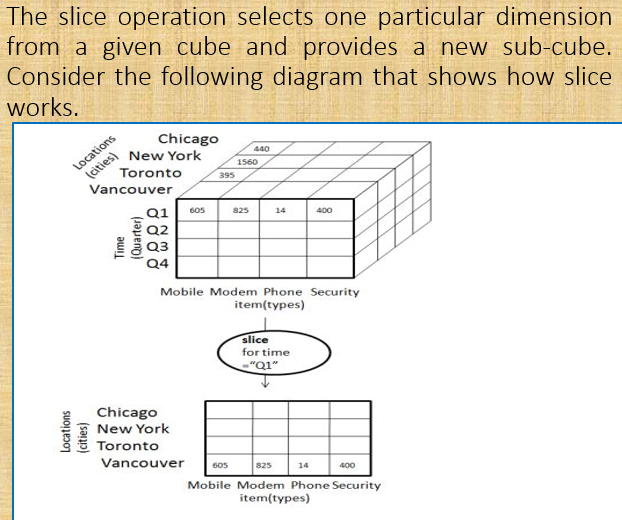 The slice operation selects one particular dimension
from a given cube and provides a new sub-cube.
Consider the following diagram that shows how slice
works.
Locations
(cities)
Chicago
New York
Toronto
Vancouver
440
1560
395
Time
(Quarter)
Q1
605 825 14 400
Q2
Q3
Q4
Mobile Modem Phone Security
item(types)
slice
for time
="Q1"
Locations
(cities)
Chicago
New York
Toronto
Vancouver
605 825 14 400
Mobile Modem Phone Security
item(types)